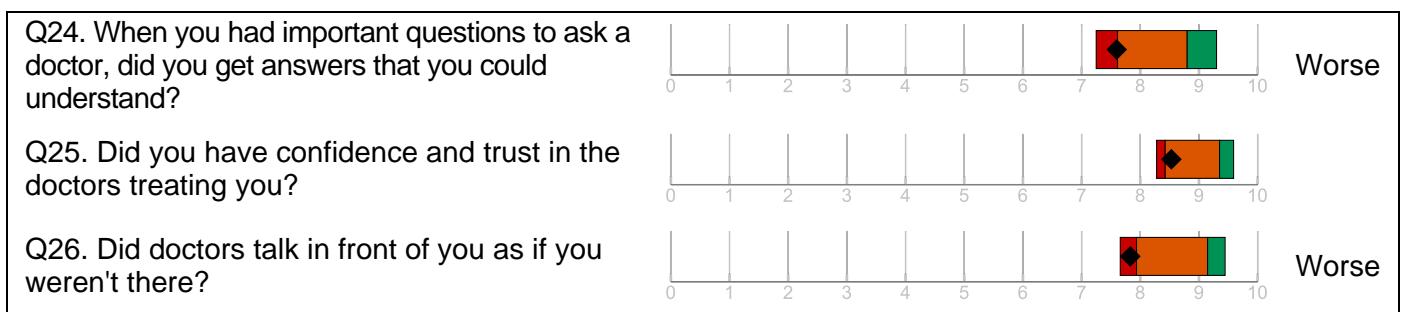 Q24. When you had important questions to ask a
doctor, did you get answers that you could
understand?
Worse
0 1 2 3 4 5 6 7 8 9 10
Q25. Did you have confidence and trust in the
doctors treating you?
0 1 2 3 4 5 6 7 8 9 10
Q26. Did doctors talk in front of you as if you
weren't there?
Worse
0 1 2 3 4 5 6 7 8 9 10